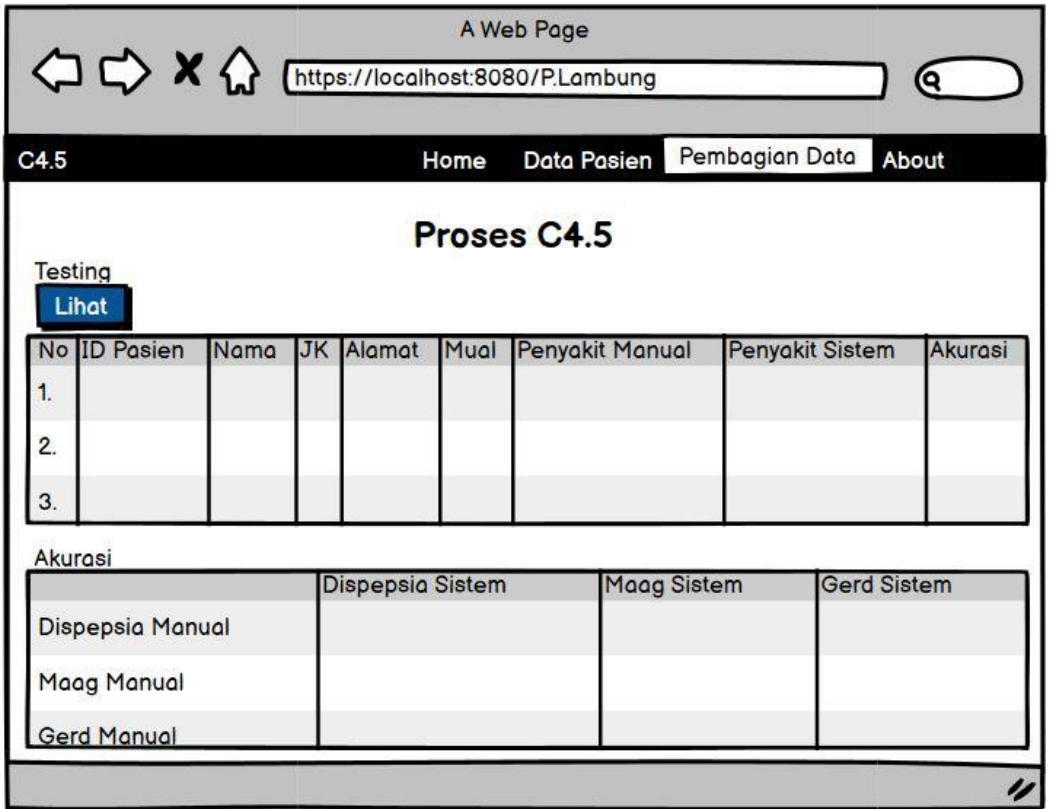 A Web Page
https://localhost:8080/P.Lambung
C4.5 Home Data Pasien Pembagian Data About
Proses C4.5
Testing
Lihat
No ID Pasien Nama JK Alamat Mual Penyakit Manual Penyakit Sistem Akurasi
1.
2.
3.
Akurasi
Dispepsia Sistem Maag Sistem Gerd Sistem
Dispepsia Manual
Maag Manual
Gerd Manual